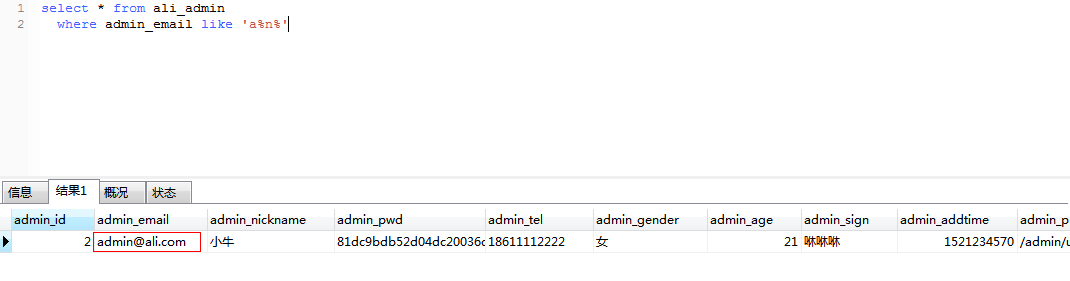 1 select * from ali_admin
2 where admin_email like 'a%n%'
信息 结果1 概况 状态
admin_id admin_email admin_nickname admin_pwd admin_tel admin_gender admin_age admin_sign admin_addtime admin_p
2 admin@ali.com 小牛 81dc9bdb52d04dc20036d 18611112222 女 21 咻咻咻 1521234570 /admin/u